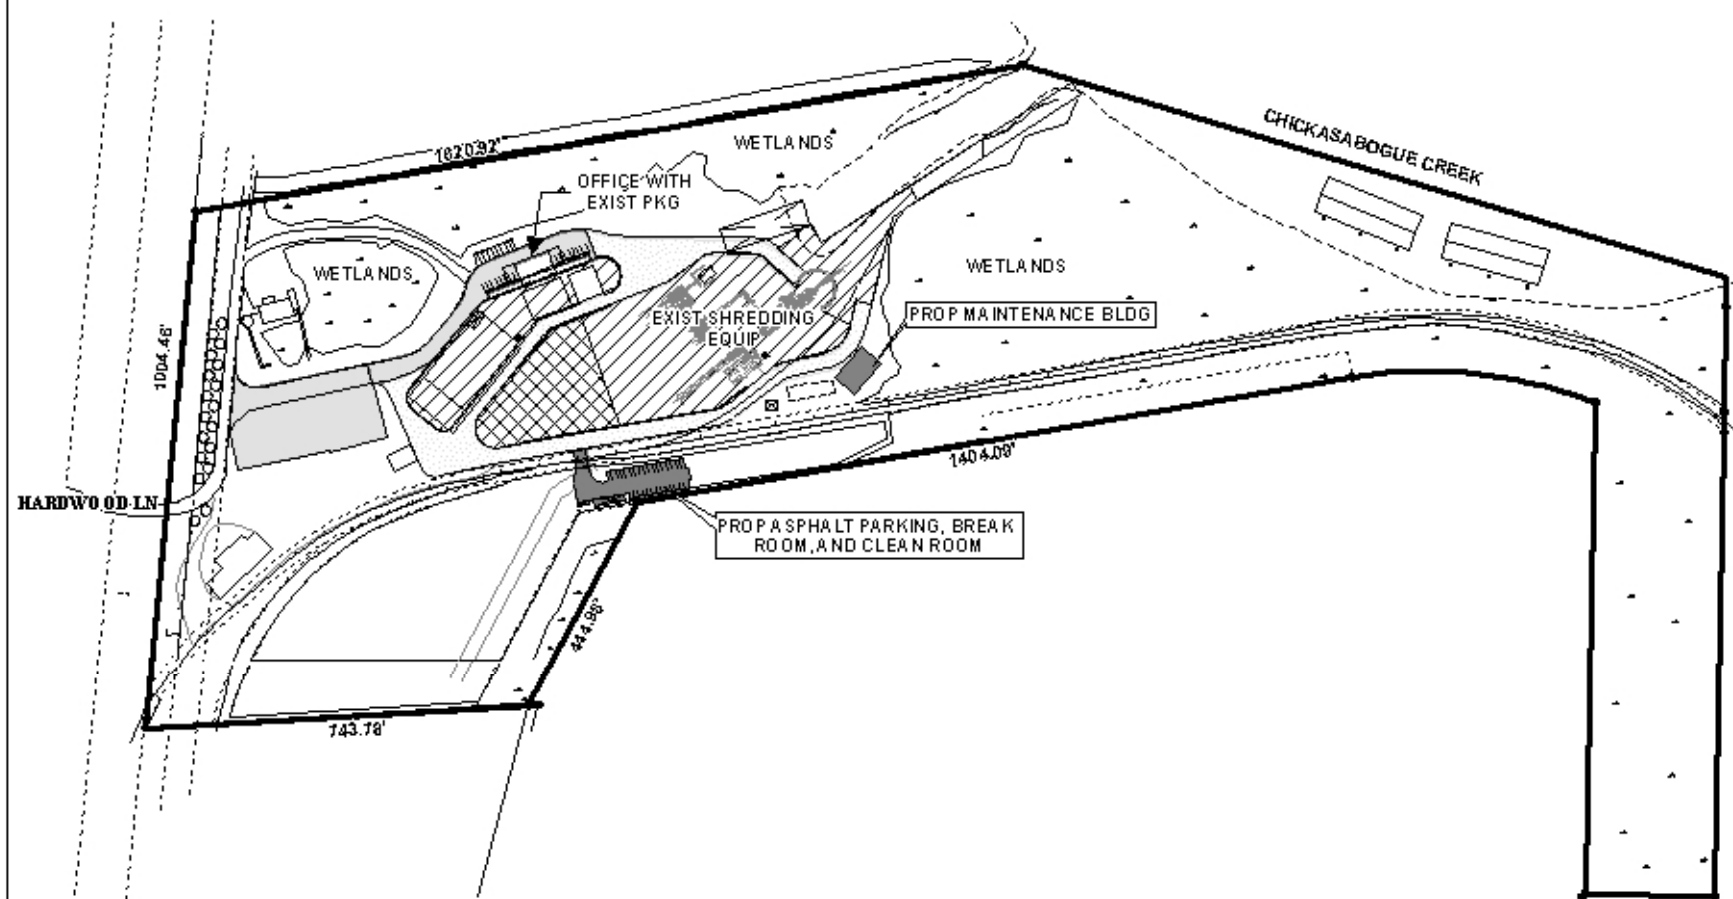 CHICKASABOGUE CREEK
WETLANDS
1620.92'
OFFICE WITH
EXIST PKG
WETLANDS
WETLANDS
EXIST SHREDDING
EQUIP
PROP MAINTENANCE BLDG
1004.46'
1404.09'
HARDWOOD LN
PROP ASPHALT PARKING, BREAK
ROOM, AND CLEAN ROOM
444.96'
743.78'